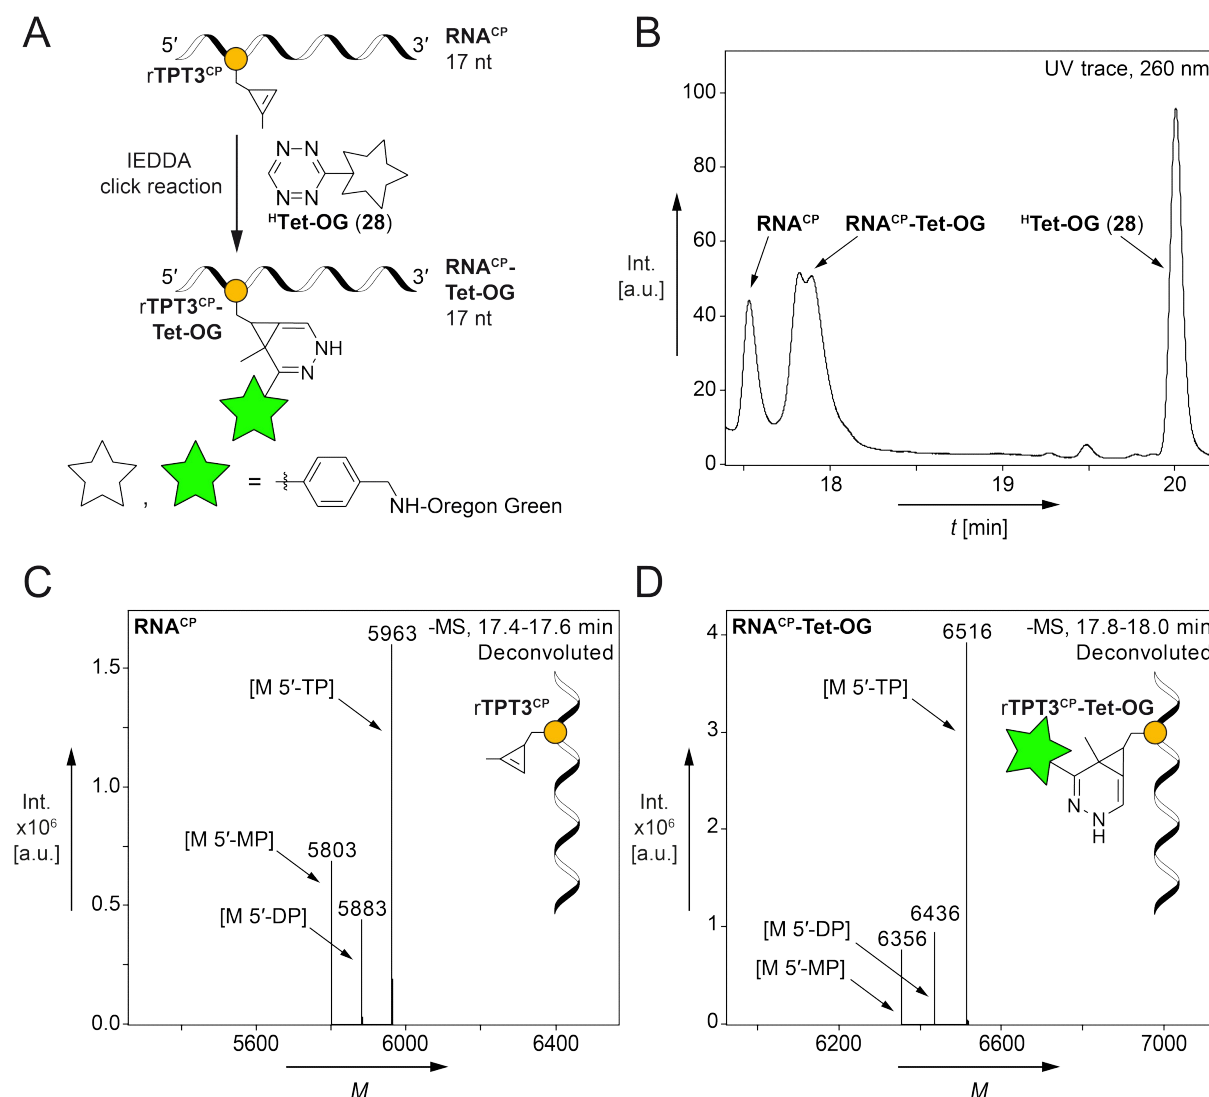 A
5′
3′
RNAᶜᴾ
17 nt
rTPT3ᶜᴾ
IEDDA
click reaction
N
N
N
N
ᴴTet-OG (28)
5′
3′
RNAᶜᴾ-
Tet-OG
17 nt
rTPT3ᶜᴾ-
Tet-OG
NH
N
, =
NH-Oregon Green
B
UV trace, 260 nm
100
80
60
40
20
0
Int.
[a.u.]
RNAᶜᴾ
RNAᶜᴾ-Tet-OG
ᴴTet-OG (28)
18
19
20
t [min]
C
RNAᶜᴾ
-MS, 17.4-17.6 min
Deconvoluted
5963
1.5
1.0
0.5
0.0
Int.
x10⁶
[a.u.]
[M 5′-TP]
rTPT3ᶜᴾ
[M 5′-MP]
5803
[M 5′-DP]
5883
5600
6000
6400
M
D
RNAᶜᴾ-Tet-OG
-MS, 17.8-18.0 min
Deconvoluted
6516
4
3
2
1
0
Int.
x10⁶
[a.u.]
[M 5′-TP]
rTPT3ᶜᴾ-Tet-OG
N
N
H
[M 5′-DP]
6436
6356
[M 5′-MP]
6200
6600
7000
M